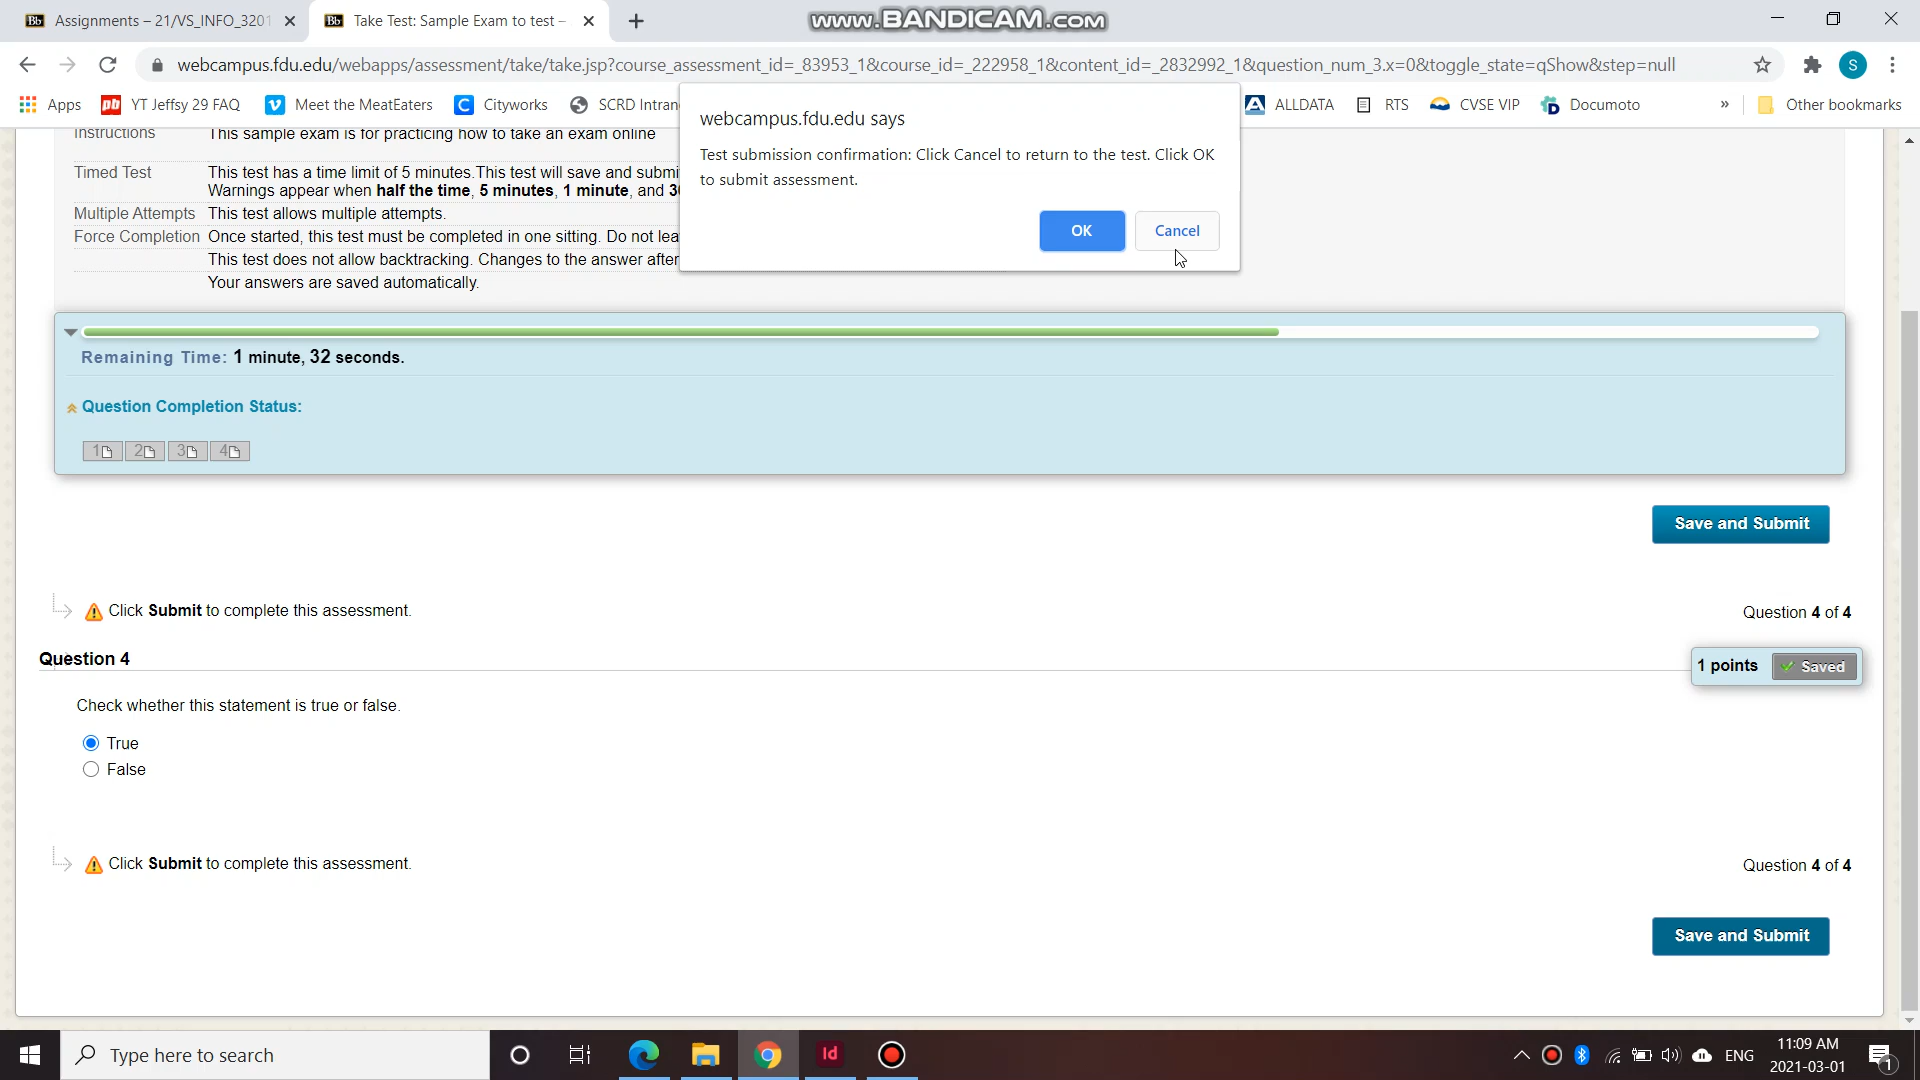 Assignments – 21/VS_INFO_3201
Take Test: Sample Exam to test –
www.BANDICAM.com
webcampus.fdu.edu/webapps/assessment/take/take.jsp?course_assessment_id=_83953_1&course_id=_222958_1&content_id=_2832992_1&question_num_3.x=0&toggle_state=qShow&step=null
S
Apps
YT Jeffsy 29 FAQ
Meet the MeatEaters
Cityworks
SCRD Intran
ALLDATA
RTS
CVSE VIP
Documoto
»
Other bookmarks
webcampus.fdu.edu says
Test submission confirmation: Click Cancel to return to the test. Click OK
to submit assessment.
OK
Cancel
Instructions This sample exam is for practicing how to take an exam online
Timed Test This test has a time limit of 5 minutes.This test will save and submi
Warnings appear when half the time, 5 minutes, 1 minute, and 30
Multiple Attempts This test allows multiple attempts.
Force Completion Once started, this test must be completed in one sitting. Do not lea
This test does not allow backtracking. Changes to the answer after
Your answers are saved automatically.
Remaining Time: 1 minute, 32 seconds.
Question Completion Status:
1 2 3 4
Save and Submit
Click Submit to complete this assessment.
Question 4 of 4
Question 4
1 points
Saved
Check whether this statement is true or false.
True
False
Click Submit to complete this assessment.
Question 4 of 4
Save and Submit
Type here to search
Id
ENG
11:09 AM
2021-03-01
1